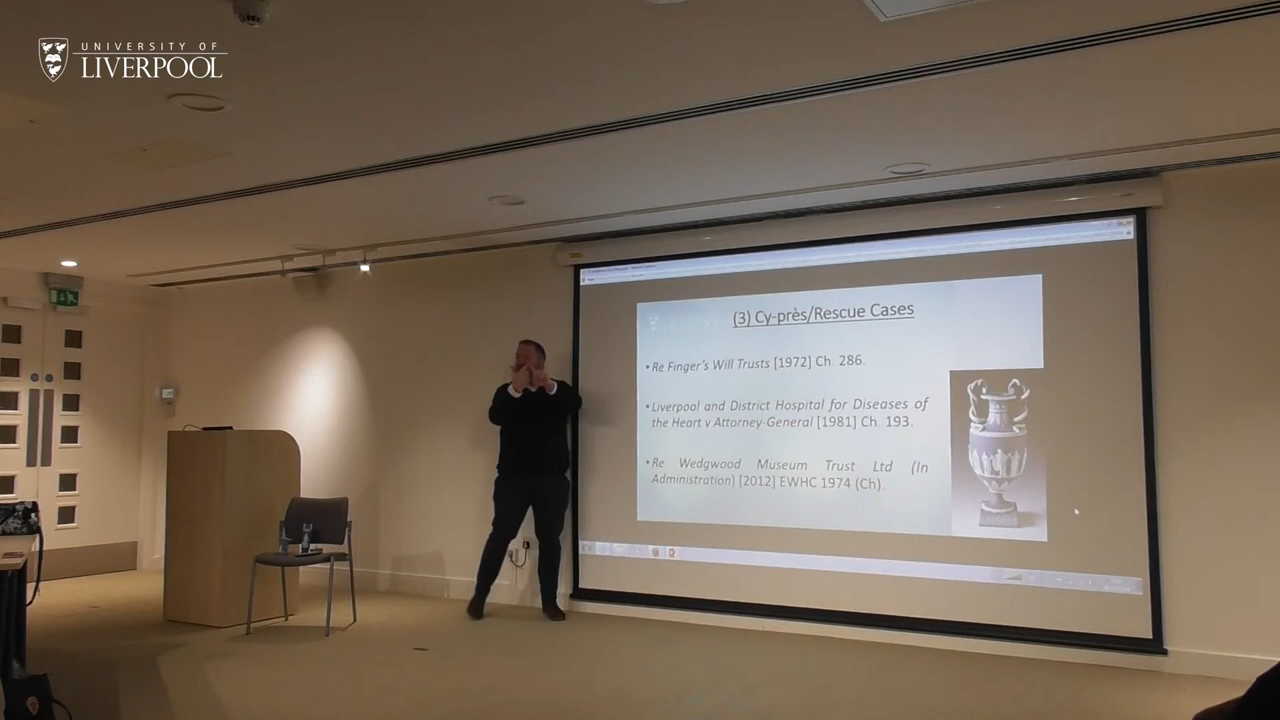 UNIVERSITY OF
LIVERPOOL
(3) Cy-près/Rescue Cases
• Re Finger's Will Trusts [1972] Ch. 286.
• Liverpool and District Hospital for Diseases of
the Heart v Attorney-General [1981] Ch. 193.
• Re Wedgwood Museum Trust Ltd (In
Administration) [2012] EWHC 1974 (Ch).